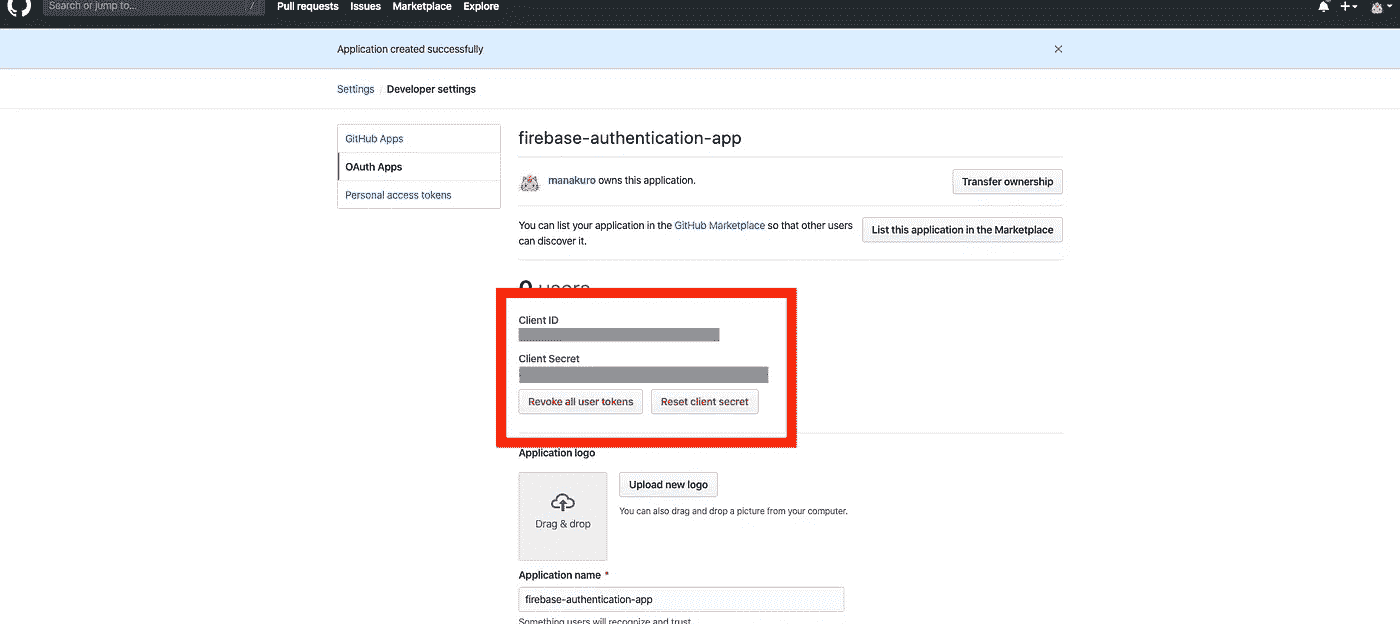 Search or jump to... /
Pull requests Issues Marketplace Explore
Application created successfully
Settings / Developer settings
GitHub Apps
OAuth Apps
Personal access tokens
firebase-authentication-app
manakuro owns this application.
Transfer ownership
You can list your application in the GitHub Marketplace so that other users
can discover it.
List this application in the Marketplace
0 users
Client ID
Client Secret
Revoke all user tokens
Reset client secret
Application logo
Drag & drop
Upload new logo
You can also drag and drop a picture from your computer.
Application name *
firebase-authentication-app
Something users will recognize and trust